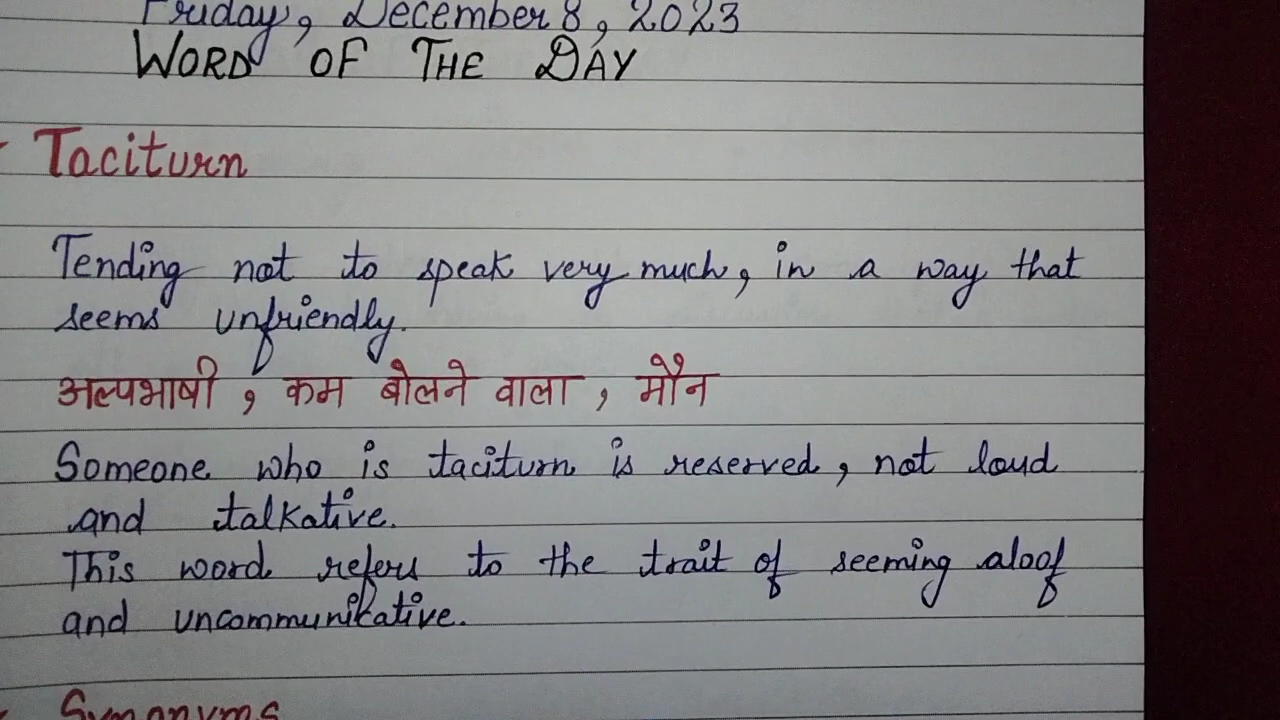 Friday, December 8, 2023
WORD OF THE DAY
Taciturn
Tending not to speak very much, in a way that
seems unfriendly.
अल्पभाषी, कम बोलने वाला, मौन
Someone who is taciturn is reserved, not loud
and talkative.
This word refers to the trait of seeming aloof
and uncommunikative.
Synonyms